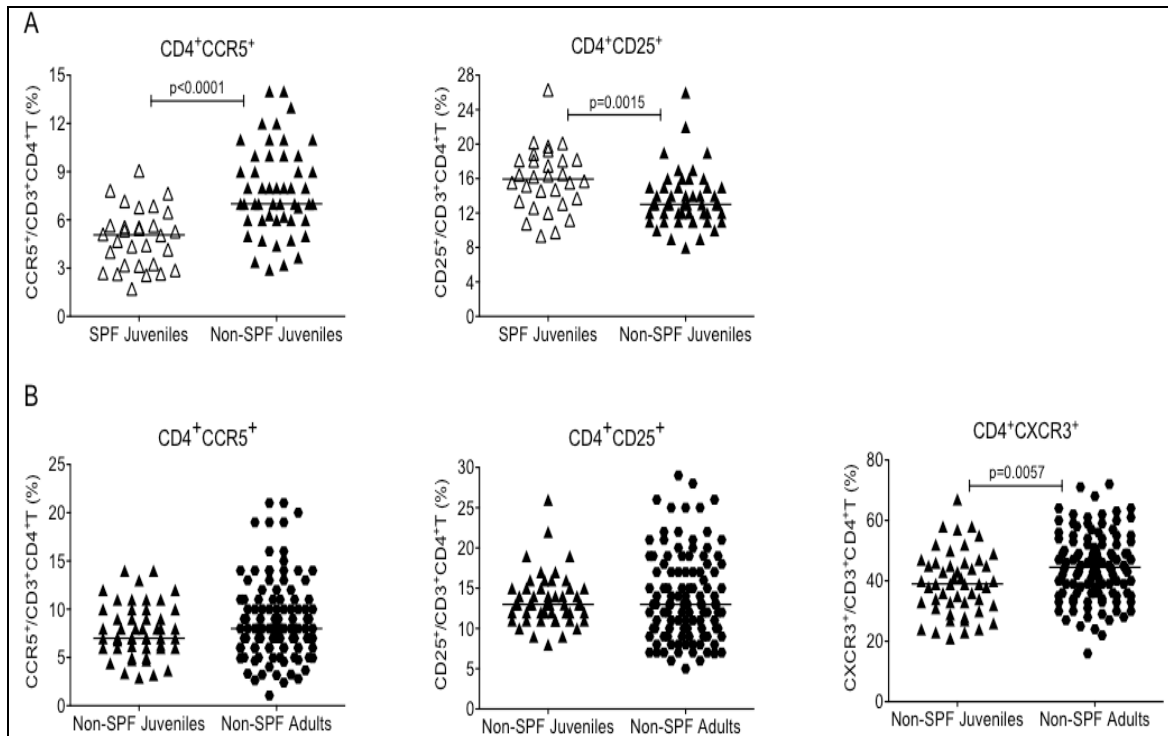 A
CD4⁺CCR5⁺
CCR5⁺/CD3⁺CD4⁺T (%)
15
12
9
6
3
0
p<0.0001
SPF Juveniles
Non-SPF Juveniles
CD4⁺CD25⁺
CD25⁺/CD3⁺CD4⁺T (%)
28
24
20
16
12
8
4
0
p=0.0015
SPF Juveniles
Non-SPF Juveniles
B
CD4⁺CCR5⁺
CCR5⁺/CD3⁺CD4⁺T (%)
25
20
15
10
5
0
Non-SPF Juveniles
Non-SPF Adults
CD4⁺CD25⁺
CD25⁺/CD3⁺CD4⁺T (%)
30
25
20
15
10
5
0
Non-SPF Juveniles
Non-SPF Adults
CD4⁺CXCR3⁺
CXCR3⁺/CD3⁺CD4⁺T (%)
80
60
40
20
0
p=0.0057
Non-SPF Juveniles
Non-SPF Adults